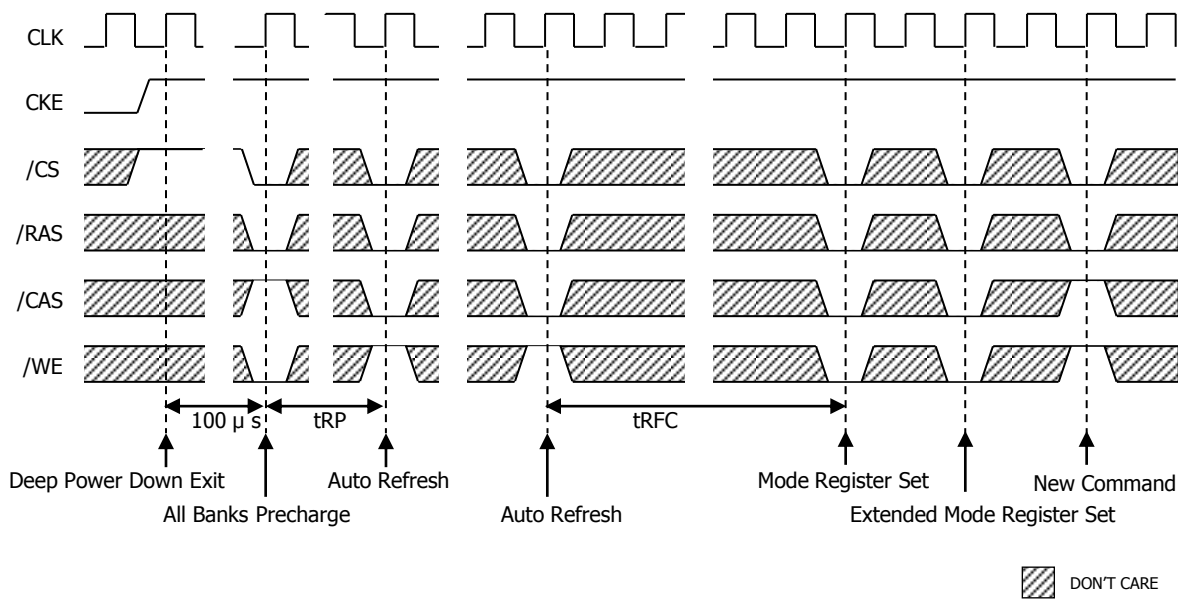 CLK
CKE
/CS
/RAS
/CAS
/WE
100 μ s
tRP
tRFC
Deep Power Down Exit
Auto Refresh
Mode Register Set
New Command
All Banks Precharge
Auto Refresh
Extended Mode Register Set
DON'T CARE